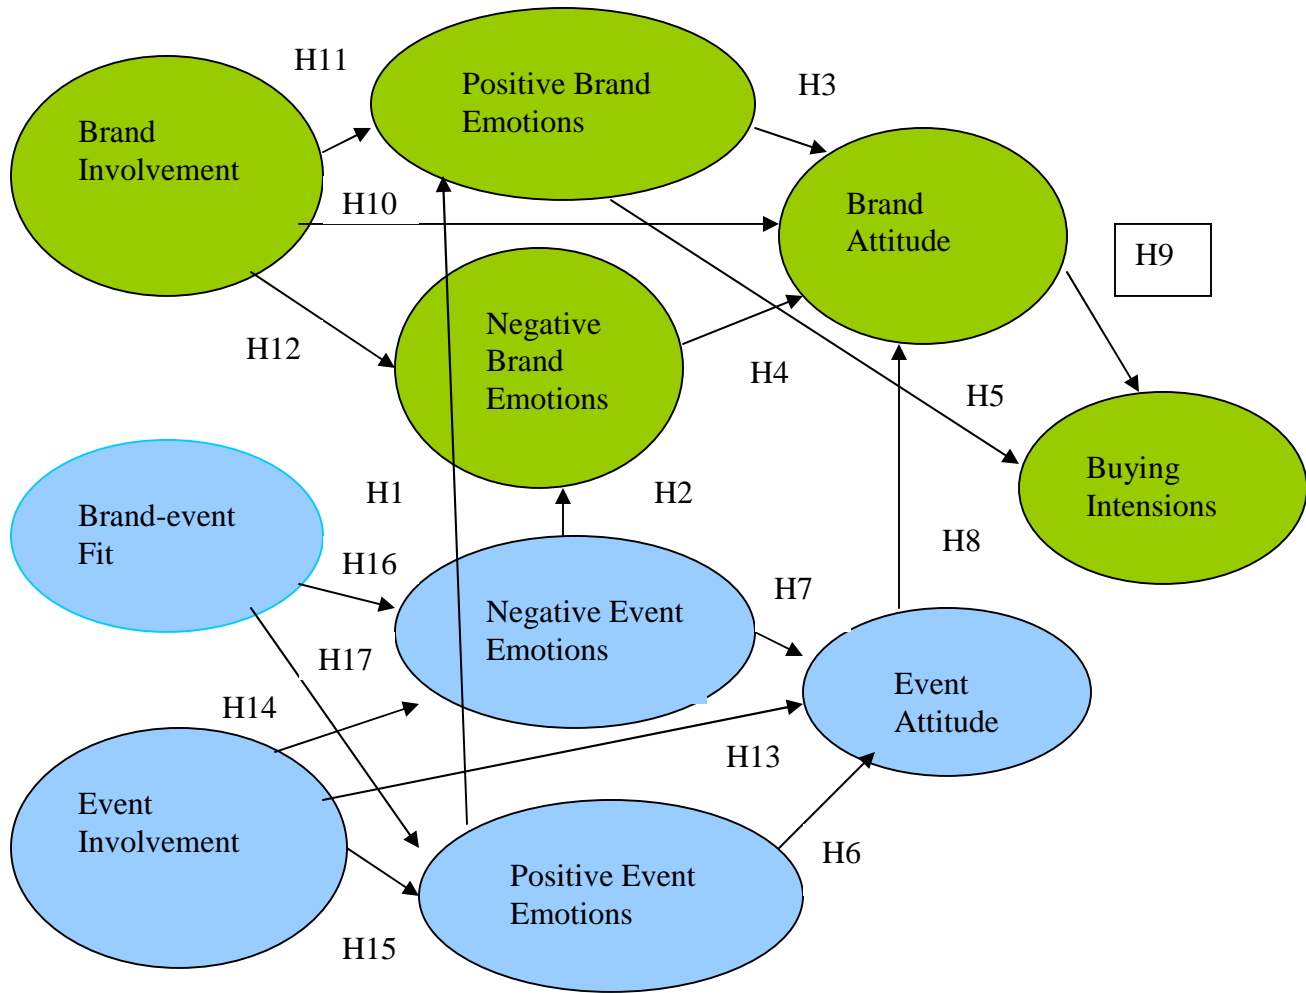 H11
Positive Brand
Emotions
H3
Brand
Involvement
H10
Brand
Attitude
H9
Negative
Brand
Emotions
H12
H4
H5
Buying
Intensions
H1
H2
Brand-event
Fit
H16
H8
H7
Negative Event
Emotions
H17
H14
Event
Attitude
H13
Event
Involvement
H6
Positive Event
Emotions
H15